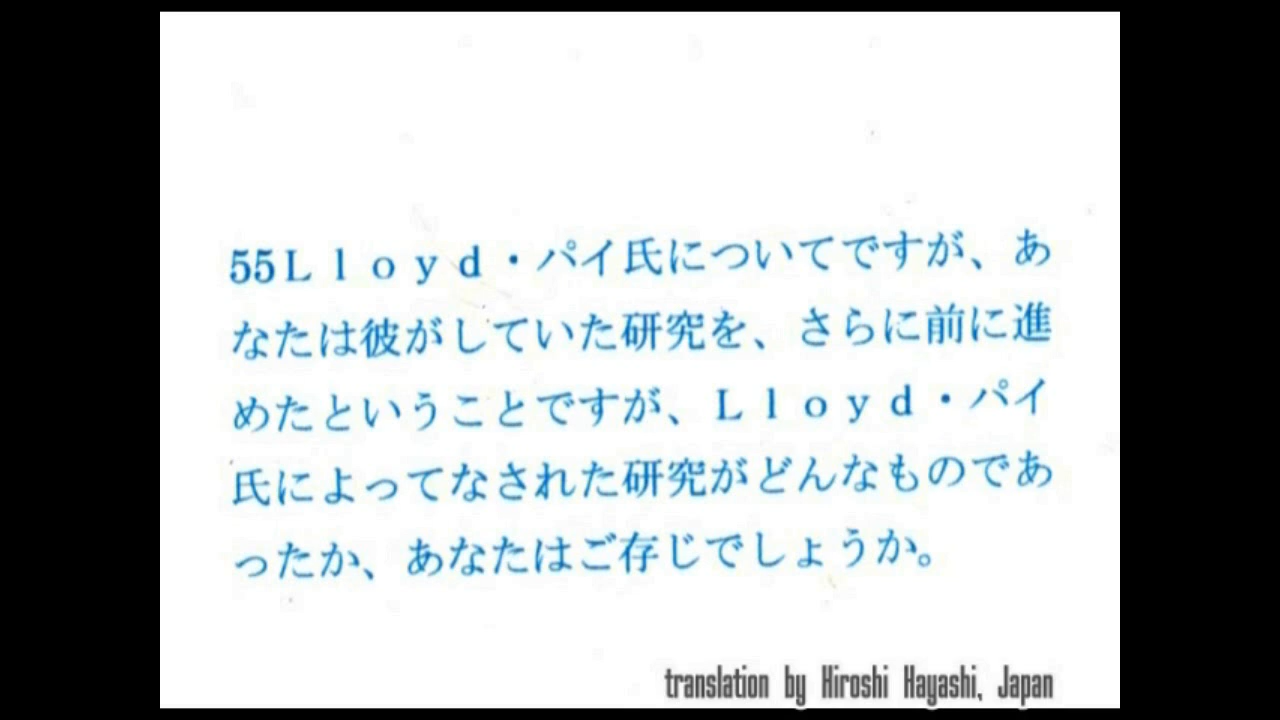 55Ｌｌｏｙｄ・パイ氏についてですが、あ
なたは彼がしていた研究を、さらに前に進
めたということですが、Ｌｌｏｙｄ・パイ
氏によってなされた研究がどんなものであ
ったか、あなたはご存じでしょうか。
translation by Hiroshi Hayashi, Japan